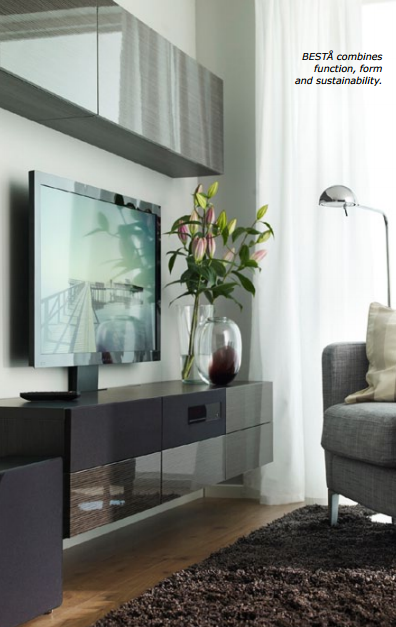 BESTÅ combines
function, form
and sustainability.